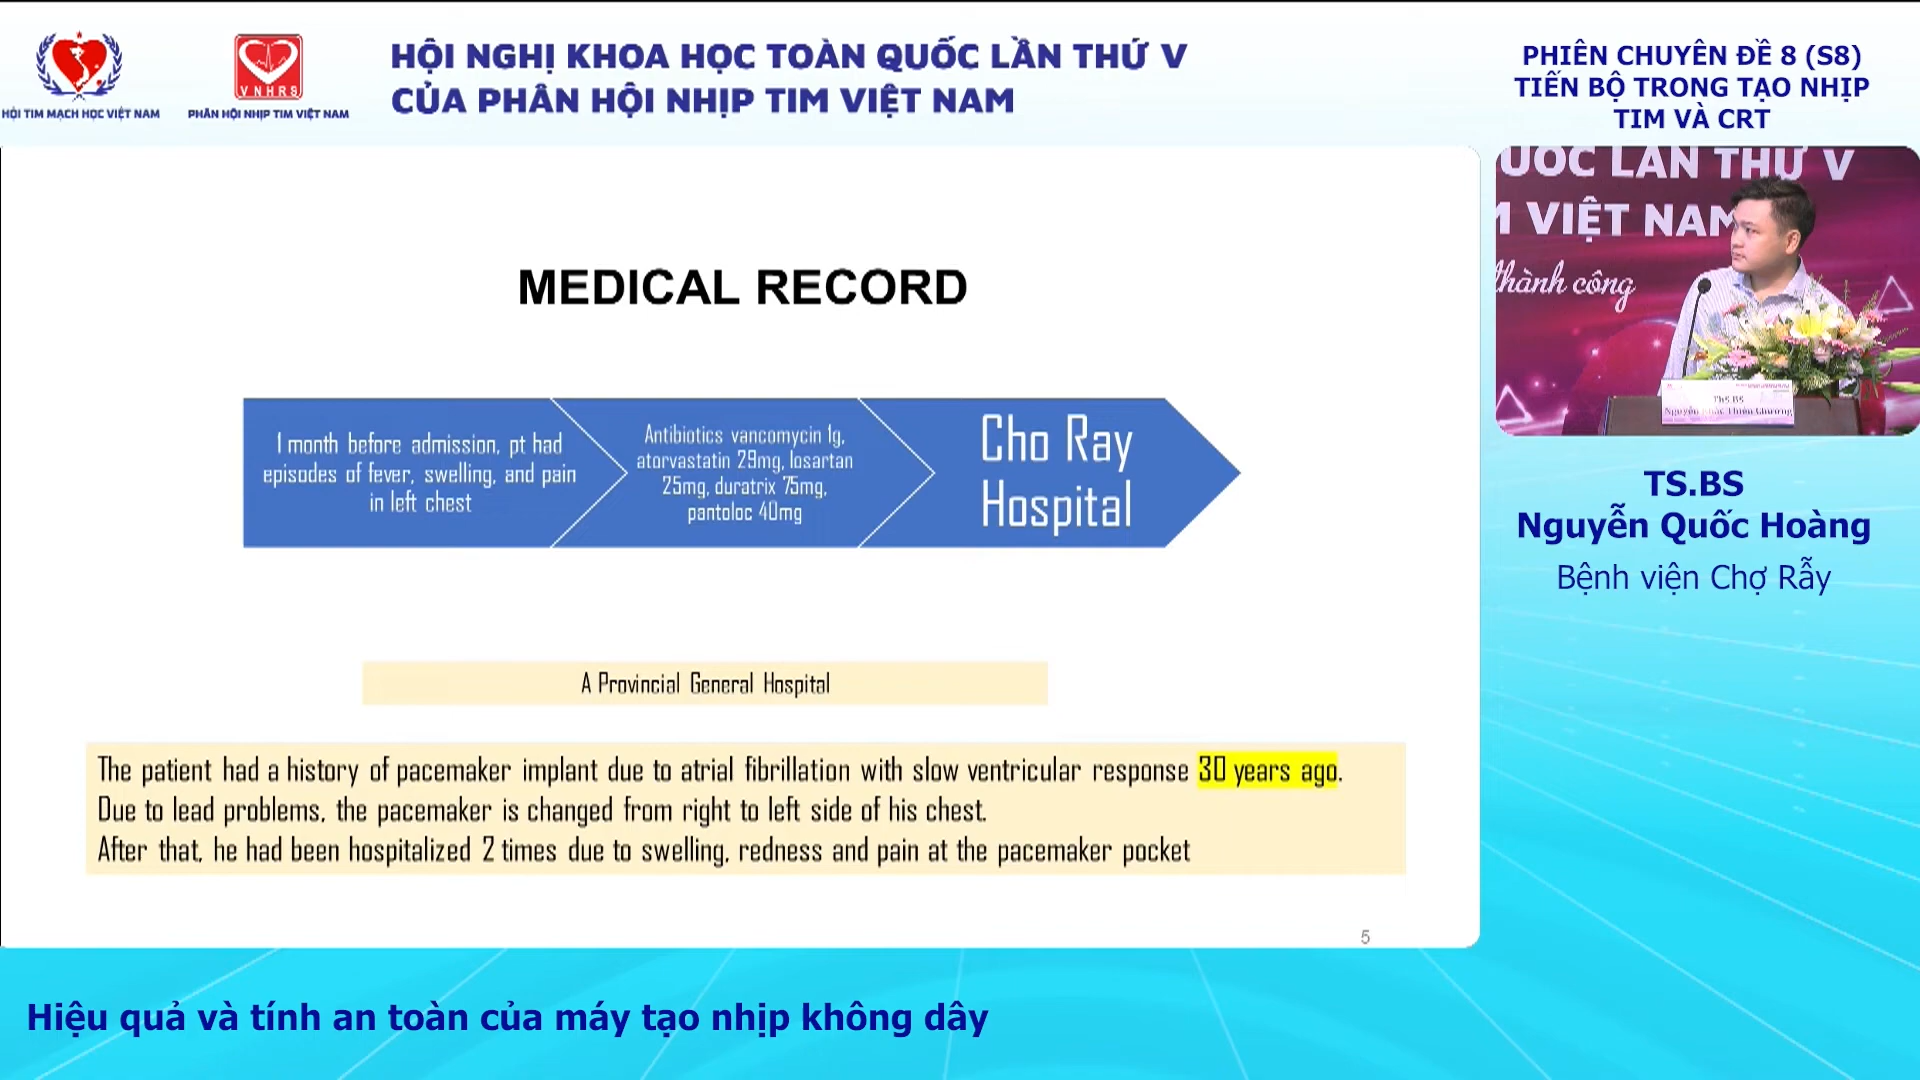 HỘI TIM MẠCH HỌC VIỆT NAM
VNHRS
PHÂN HỘI NHỊP TIM VIỆT NAM
HỘI NGHỊ KHOA HỌC TOÀN QUỐC LẦN THỨ V
CỦA PHÂN HỘI NHỊP TIM VIỆT NAM
PHIÊN CHUYÊN ĐỀ 8 (S8)
TIẾN BỘ TRONG TẠO NHỊP
TIM VÀ CRT
MEDICAL RECORD
1 month before admission, pt had
episodes of fever, swelling, and pain
in left chest
Antibiotics vancomycin 1g,
atorvastatin 29mg, losartan
25mg, duratrix 75mg,
pantoloc 40mg
Cho Ray
Hospital
A Provincial General Hospital
The patient had a history of pacemaker implant due to atrial fibrillation with slow ventricular response 30 years ago.
Due to lead problems, the pacemaker is changed from right to left side of his chest.
After that, he had been hospitalized 2 times due to swelling, redness and pain at the pacemaker pocket
5
UỐC LẦN THỨ V
M VIỆT NAM
thành công
ThS.BS
Nguyễn Khắc Thiên Chương
TS.BS
Nguyễn Quốc Hoàng
Bệnh viện Chợ Rẫy
Hiệu quả và tính an toàn của máy tạo nhịp không dây